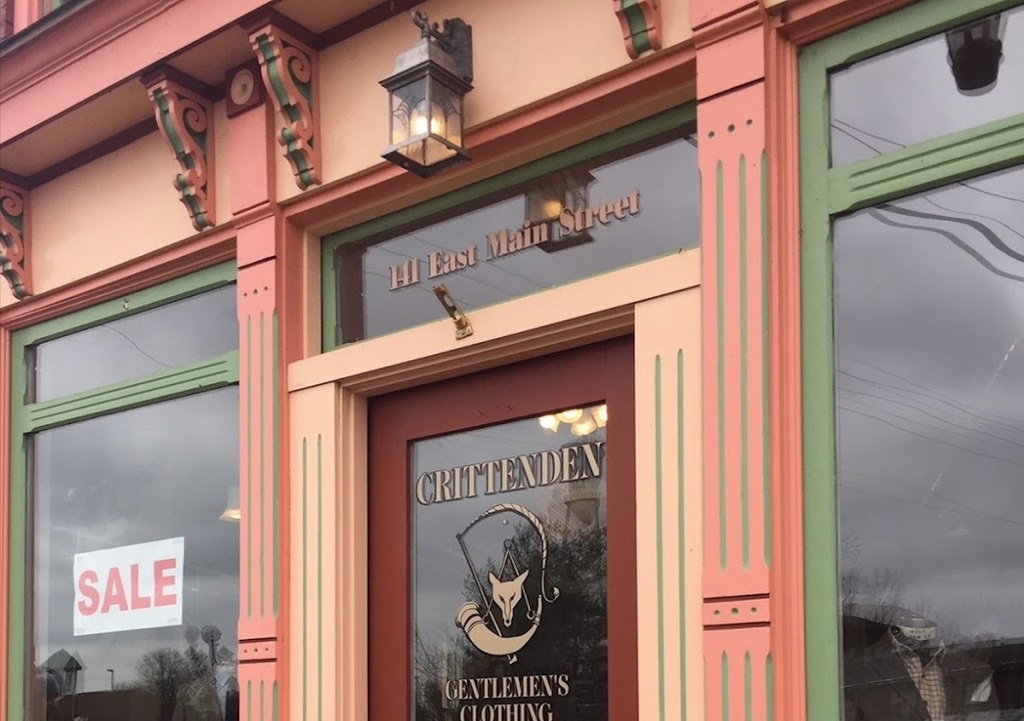 141 East Main Street
CRITTENDEN
GENTLEMEN'S
CLOTHING
SALE